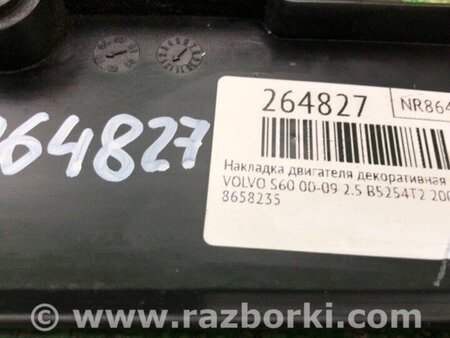 264827
264827
NR864
Накладка двигателя декоративная
VOLVO S60 00-09 2.5 B5254T2 200
8658235
© www.razborki.com